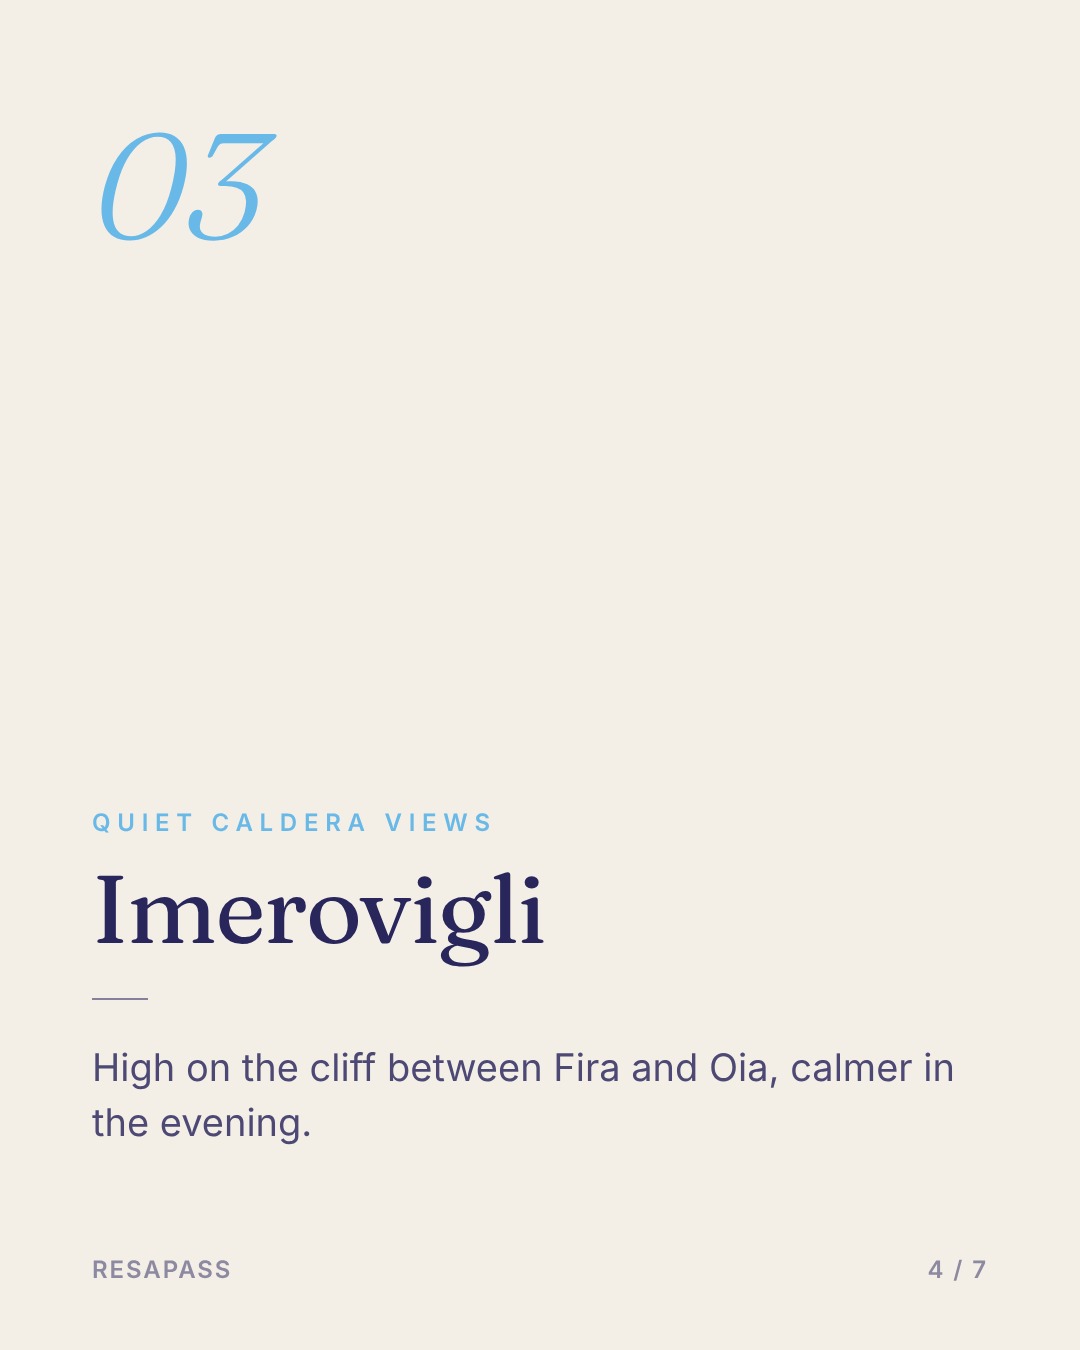 03
QUIET CALDERA VIEWS
Imerovigli
High on the cliff between Fira and Oia, calmer in
the evening.
RESAPASS
4 / 7